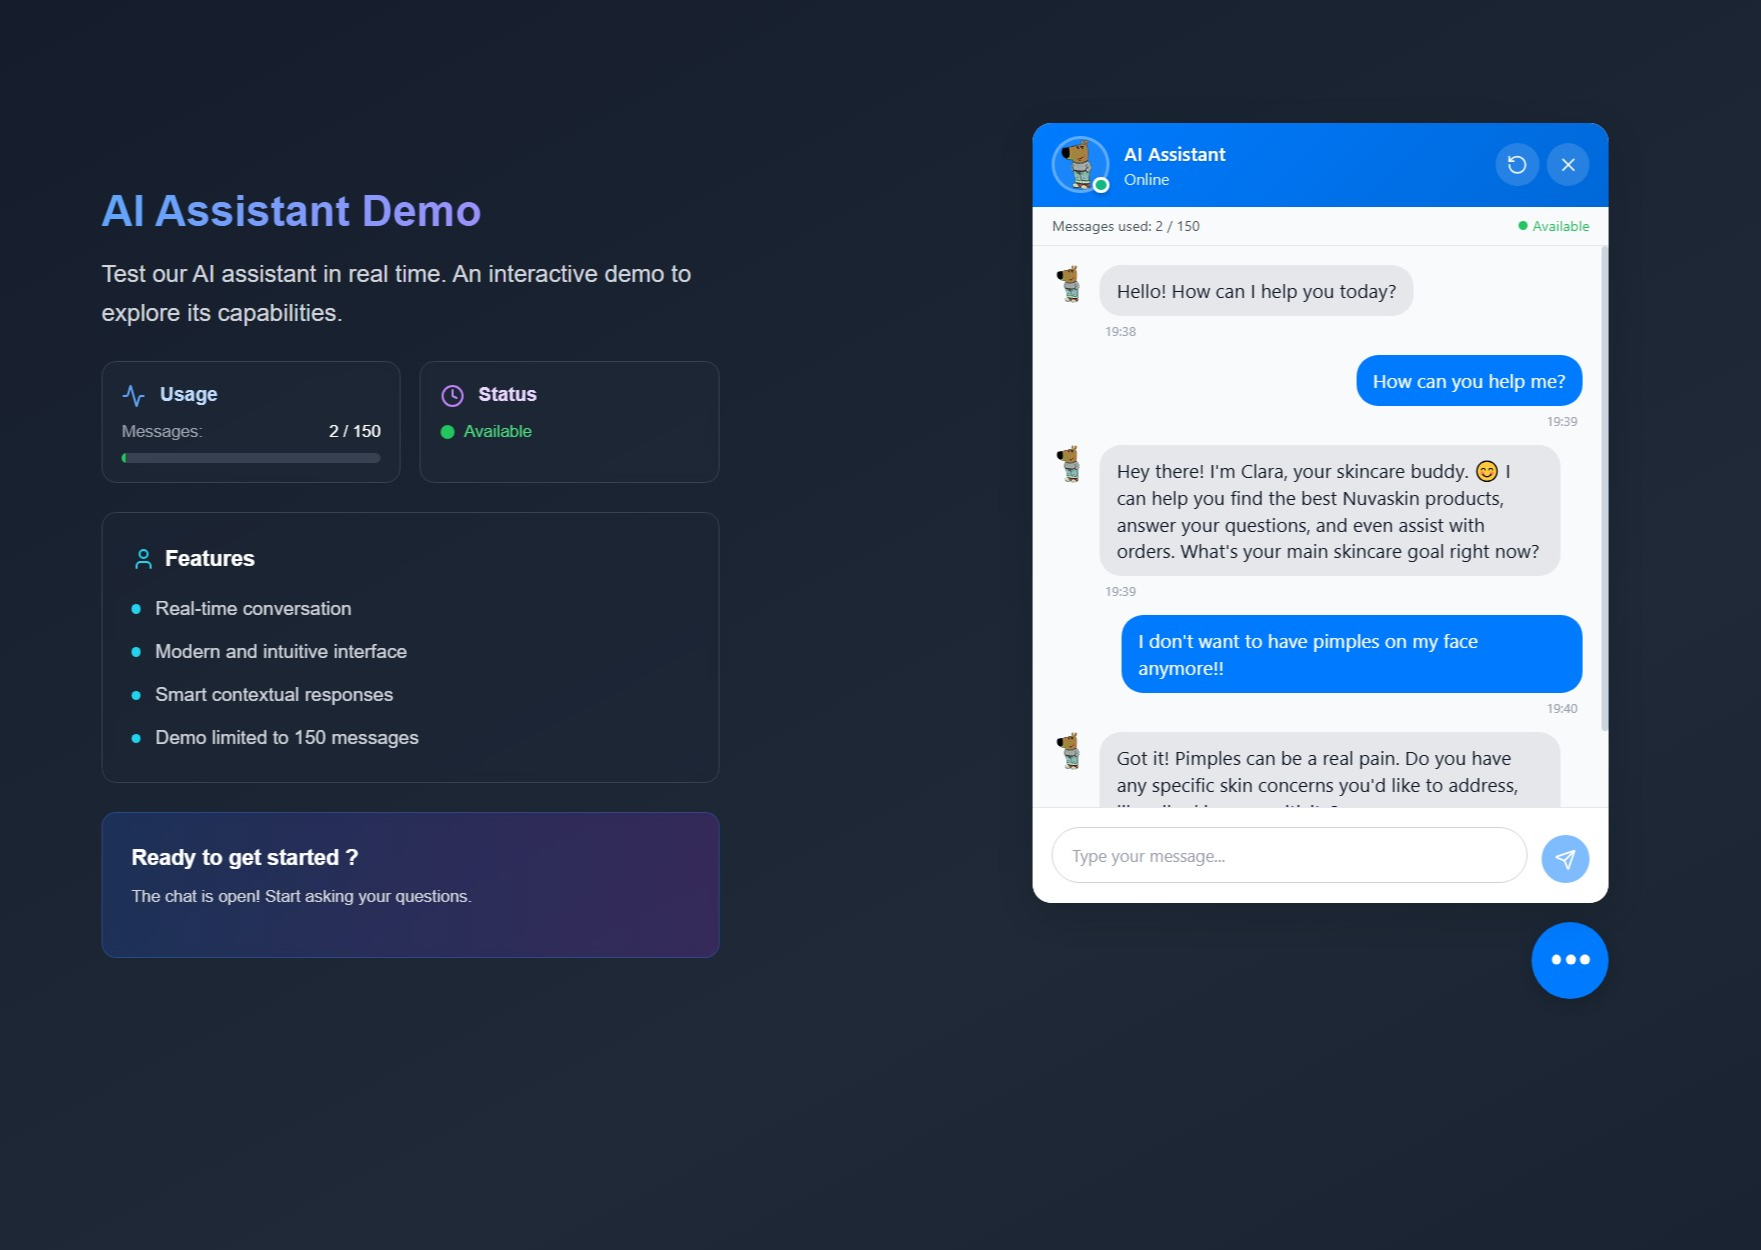 AI Assistant Demo
Test our AI assistant in real time. An interactive demo to
explore its capabilities.
Usage
Messages:
2 / 150
Status
Available
Features
Real-time conversation
Modern and intuitive interface
Smart contextual responses
Demo limited to 150 messages
Ready to get started ?
The chat is open! Start asking your questions.
AI Assistant
Online
Messages used: 2 / 150
Available
Hello! How can I help you today?
19:38
How can you help me?
19:39
Hey there! I'm Clara, your skincare buddy. 😊 I
can help you find the best Nuvaskin products,
answer your questions, and even assist with
orders. What's your main skincare goal right now?
19:39
I don't want to have pimples on my face
anymore!!
19:40
Got it! Pimples can be a real pain. Do you have
any specific skin concerns you'd like to address,
Type your message...